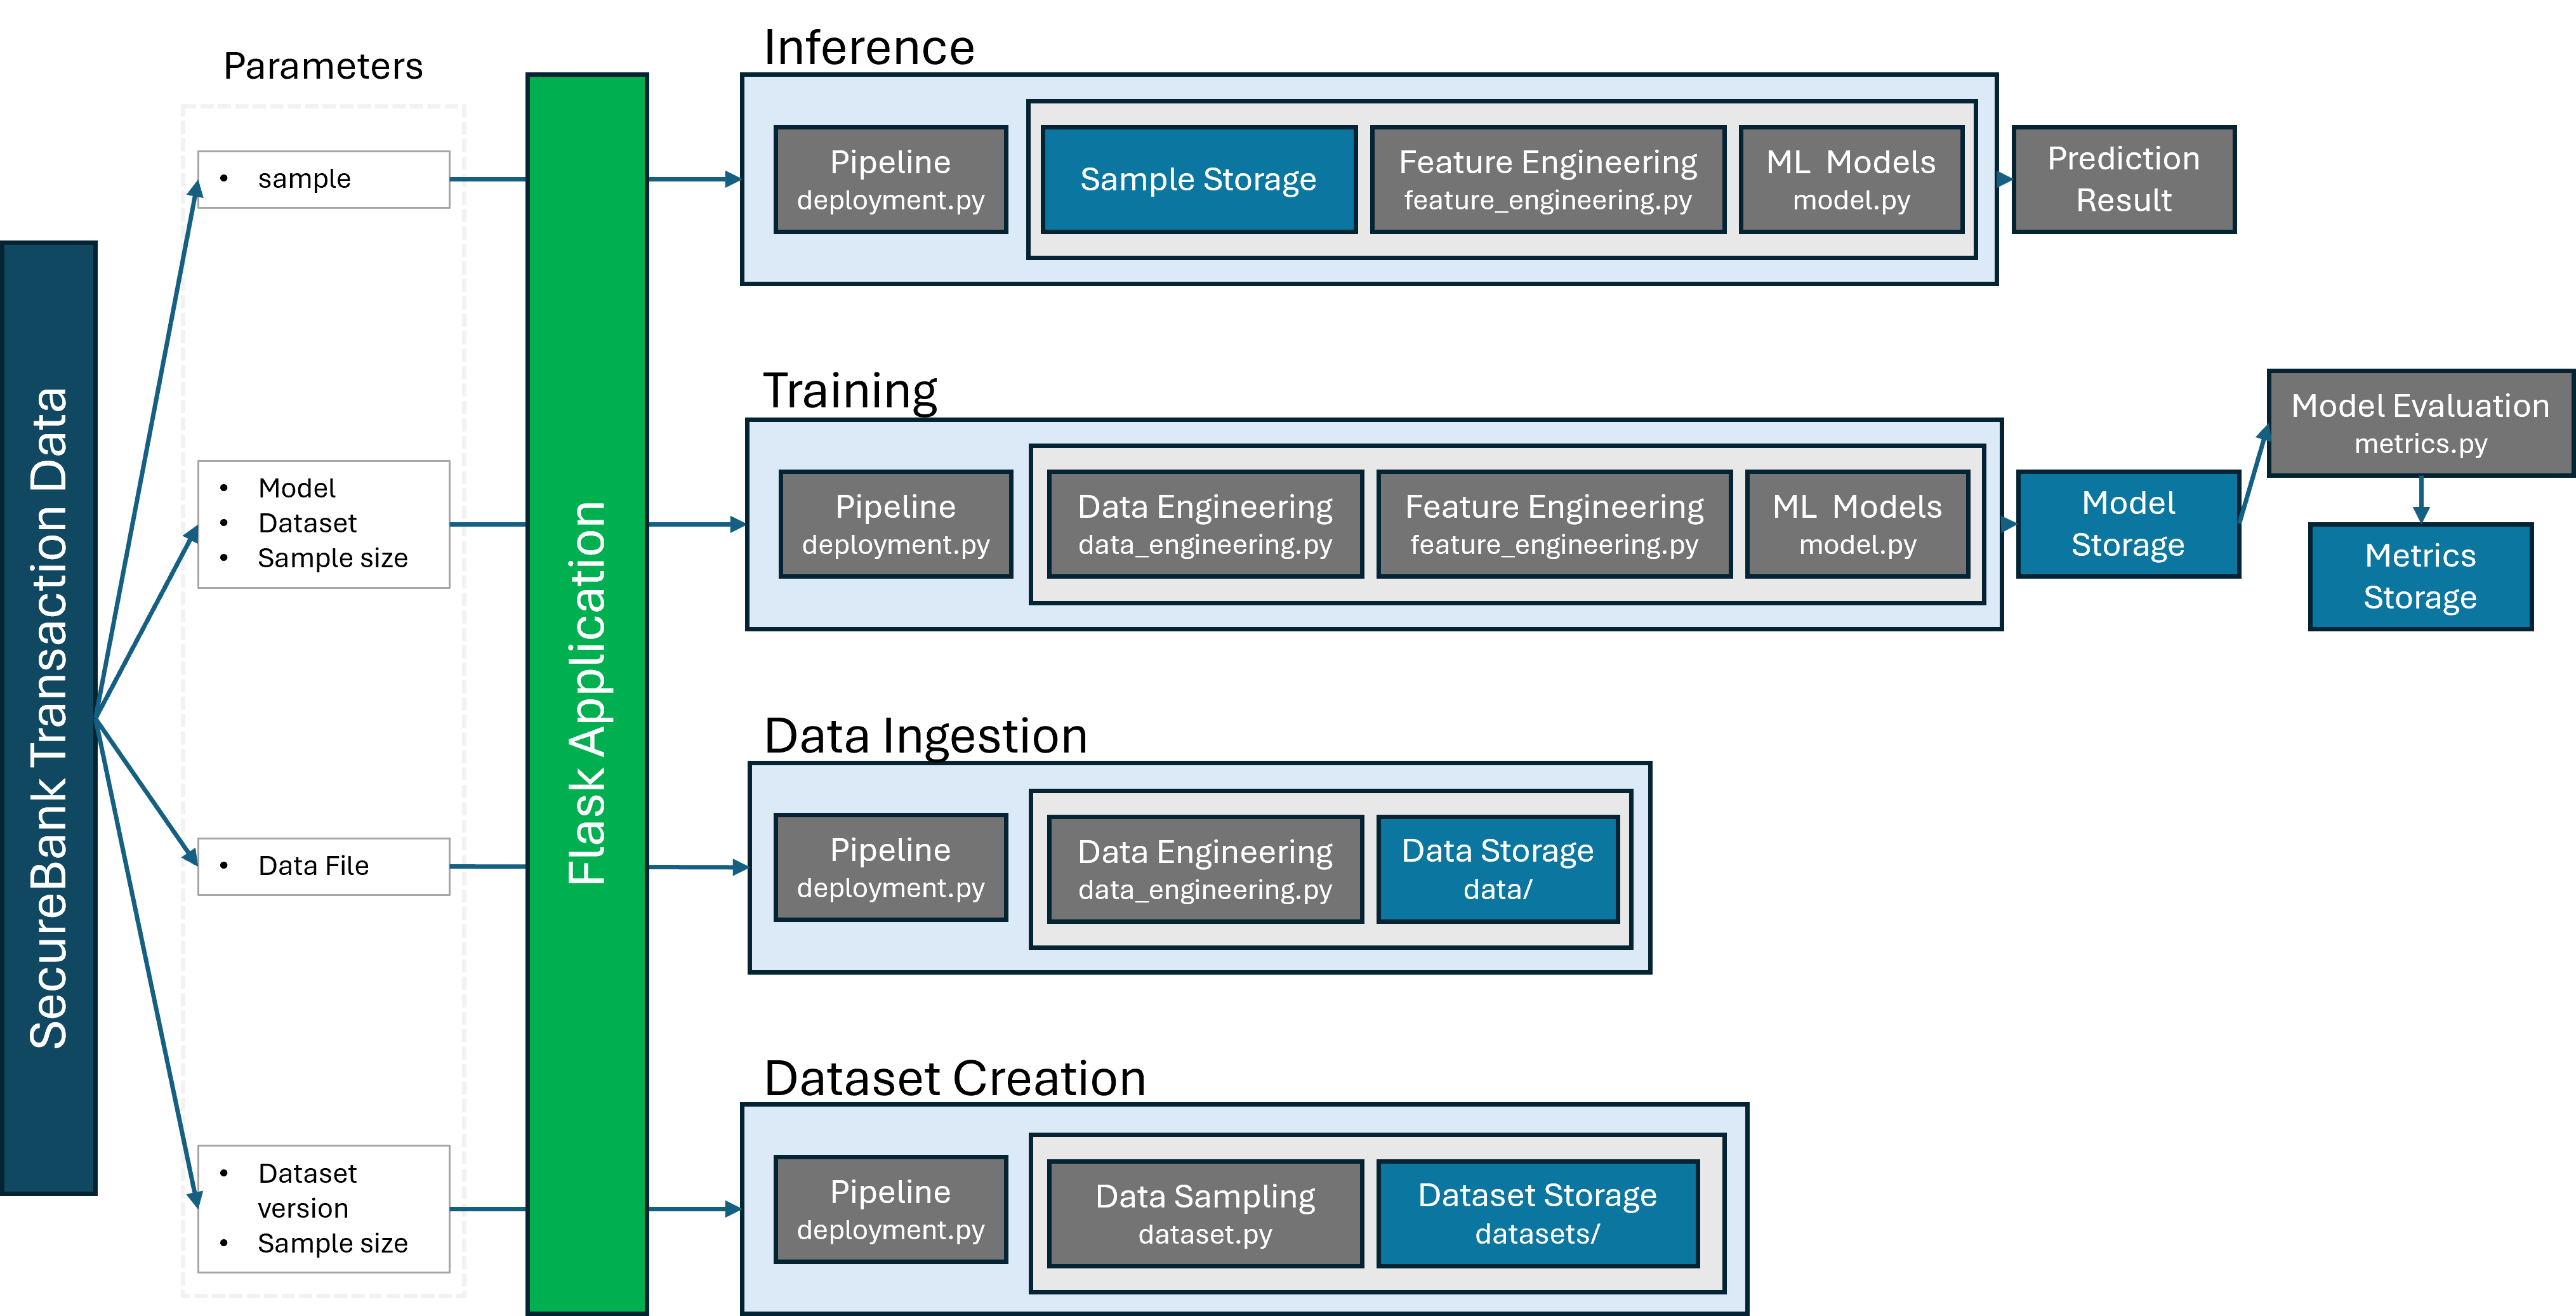 SecureBank Transaction Data
Parameters
• sample
• Model
• Dataset
• Sample size
• Data File
• Dataset
version
• Sample size
Flask Application
Inference
Pipeline
deployment.py
Sample Storage
Feature Engineering
feature_engineering.py
ML Models
model.py
Prediction
Result
Training
Pipeline
deployment.py
Data Engineering
data_engineering.py
Feature Engineering
feature_engineering.py
ML Models
model.py
Model
Storage
Model Evaluation
metrics.py
Metrics
Storage
Data Ingestion
Pipeline
deployment.py
Data Engineering
data_engineering.py
Data Storage
data/
Dataset Creation
Pipeline
deployment.py
Data Sampling
dataset.py
Dataset Storage
datasets/